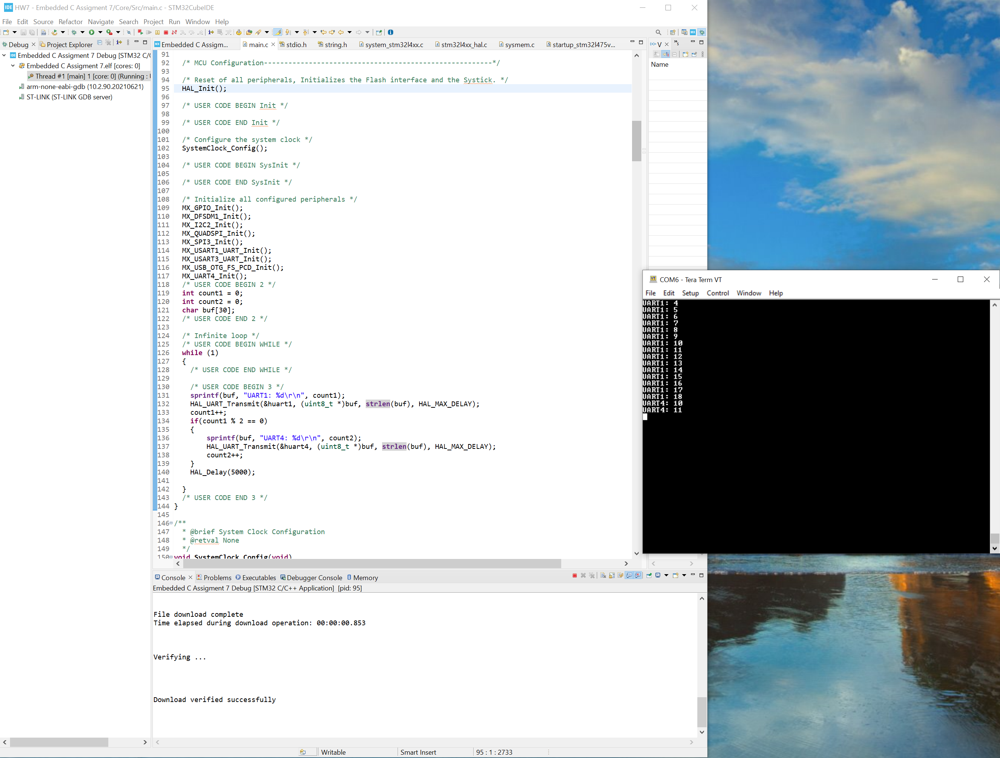 IDE HW7 - Embedded C Assigment 7/Core/Src/main.c - STM32CubeIDE
File Edit Source Refactor Navigate Search Project Run Window Help
Debug Project Explorer
Embedded C Assigment 7 Debug [STM32 C/
Embedded C Assigment 7.elf [cores: 0]
Thread #1 [main] 1 [core: 0] (Running :
arm-none-eabi-gdb (10.2.90.20210621)
ST-LINK (ST-LINK GDB server)
MX Embedded C Assigm... main.c stdio.h string.h system_stm32l4xx.c stm32l4xx_hal.c sysmem.c startup_stm32l475v...
91
92 /* MCU Configuration--------------------------------------------------------*/
93
94 /* Reset of all peripherals, Initializes the Flash interface and the Systick. */
95 HAL_Init();
96
97 /* USER CODE BEGIN Init */
98
99 /* USER CODE END Init */
100
101 /* Configure the system clock */
102 SystemClock_Config();
103
104 /* USER CODE BEGIN SysInit */
105
106 /* USER CODE END SysInit */
107
108 /* Initialize all configured peripherals */
109 MX_GPIO_Init();
110 MX_DFSDM1_Init();
111 MX_I2C2_Init();
112 MX_QUADSPI_Init();
113 MX_SPI3_Init();
114 MX_USART1_UART_Init();
115 MX_USART3_UART_Init();
116 MX_USB_OTG_FS_PCD_Init();
117 MX_UART4_Init();
118 /* USER CODE BEGIN 2 */
119 int count1 = 0;
120 int count2 = 0;
121 char buf[30];
122 /* USER CODE END 2 */
123
124 /* Infinite loop */
125 /* USER CODE BEGIN WHILE */
126 while (1)
127 {
128 /* USER CODE END WHILE */
129
130 /* USER CODE BEGIN 3 */
131 sprintf(buf, "UART1: %d\r\n", count1);
132 HAL_UART_Transmit(&huart1, (uint8_t *)buf, strlen(buf), HAL_MAX_DELAY);
133 count1++;
134 if(count1 % 2 == 0)
135 {
136 sprintf(buf, "UART4: %d\r\n", count2);
137 HAL_UART_Transmit(&huart4, (uint8_t *)buf, strlen(buf), HAL_MAX_DELAY);
138 count2++;
139 }
140 HAL_Delay(5000);
141
142 }
143 /* USER CODE END 3 */
144 }
145
146 /**
147 * @brief System Clock Configuration
148 * @retval None
149 */
150 void SystemClock_Config(void)
Console Problems Executables Debugger Console Memory
Embedded C Assigment 7 Debug [STM32 C/C++ Application] [pid: 95]
File download complete
Time elapsed during download operation: 00:00:00.853
Verifying ...
Download verified successfully
Writable Smart Insert 95 : 1 : 2733
(x)= V
Name
COM6 - Tera Term VT
File Edit Setup Control Window Help
UART1: 4
UART1: 5
UART1: 6
UART1: 7
UART1: 8
UART1: 9
UART1: 10
UART1: 11
UART1: 12
UART1: 13
UART1: 14
UART1: 15
UART1: 16
UART1: 17
UART1: 18
UART4: 10
UART4: 11